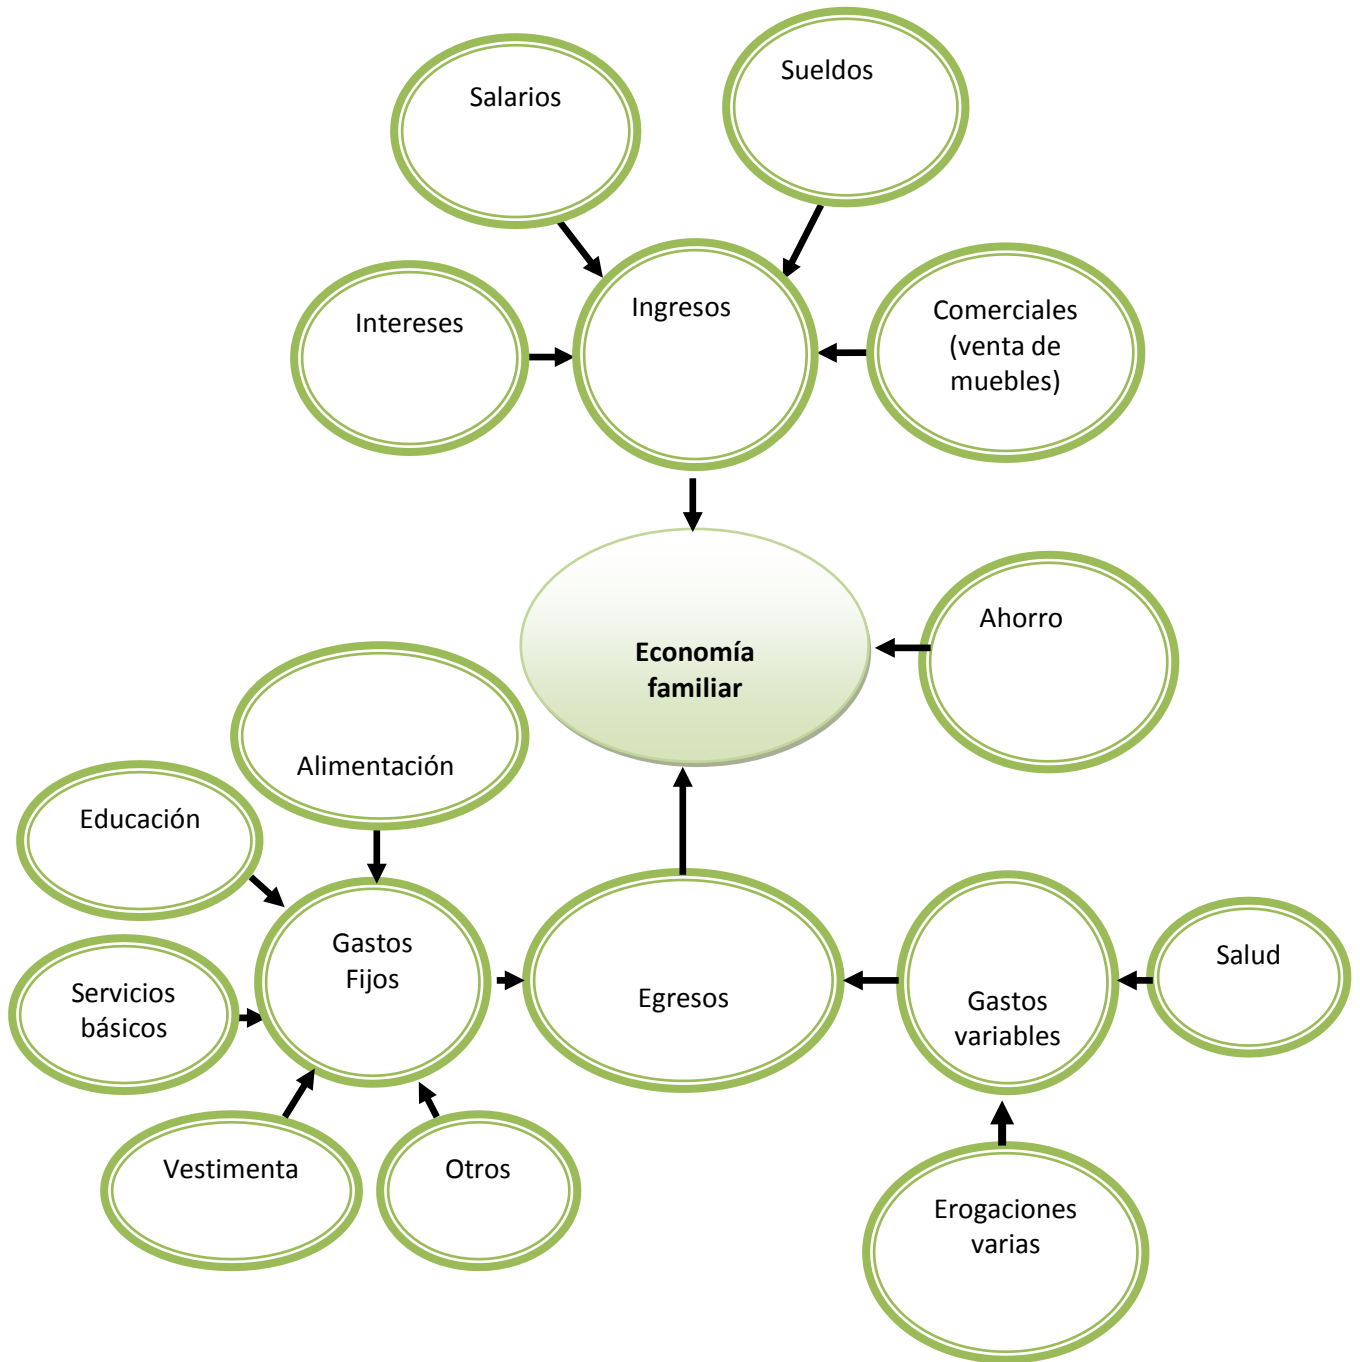 Sueldos
Salarios
Intereses
Ingresos
Comerciales
(venta de
muebles)
Ahorro
Economía
familiar
Alimentación
Educación
Gastos
Fijos
Servicios
básicos
Egresos
Gastos
variables
Salud
Vestimenta
Otros
Erogaciones
varias